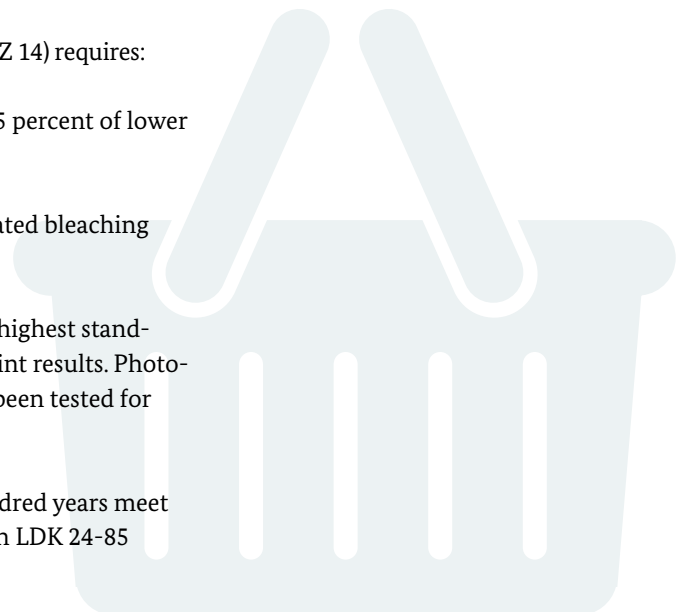 Z 14) requires:
5 percent of lower
ated bleaching
highest stand-
int results. Photo-
been tested for
dred years meet
n LDK 24-85